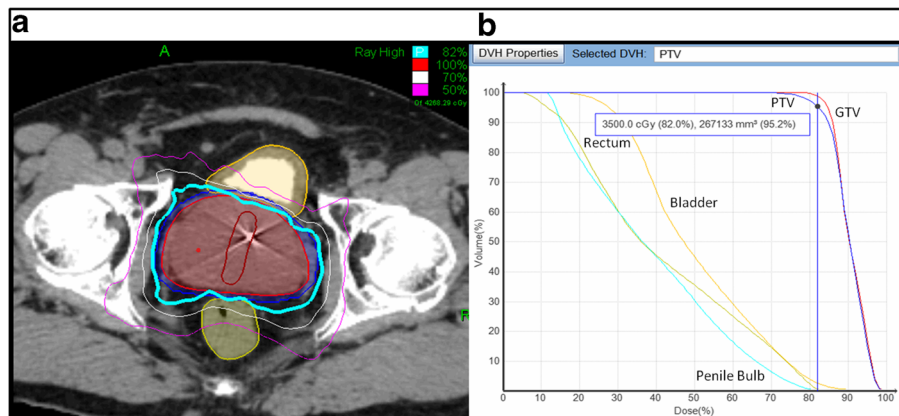 a
A
Ray High
P 82%
100%
70%
50%
Of 4268.29 cGy
b
DVH Properties Selected DVH: PTV
100
90
80
70
60
50
40
30
20
10
0
Volume(%)
PTV
GTV
3500.0 cGy (82.0%), 267133 mm³ (95.2%)
Rectum
Bladder
Penile Bulb
0 10 20 30 40 50 60 70 80 90 100
Dose(%)